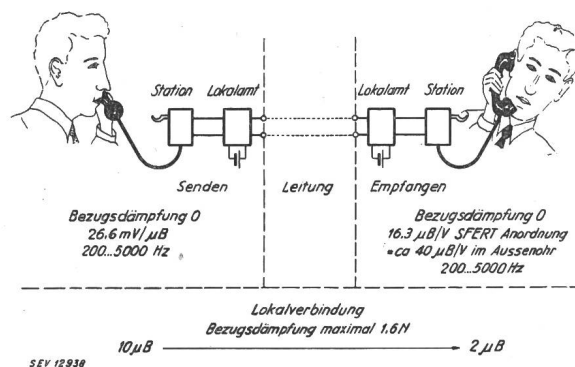 Station Lokalamt
Lokalamt Station
Senden
Leitung
Empfangen
Bezugsdämpfung 0
26.6 mV/µB
200...5000 Hz
Bezugsdämpfung 0
16.3 µB/V SFERT Anordnung
=ca 40 µB/V im Aussenohr
200...5000Hz
Lokalverbindung
Bezugsdämpfung maximal 1.6N
10µB 2µB
SEV 12938